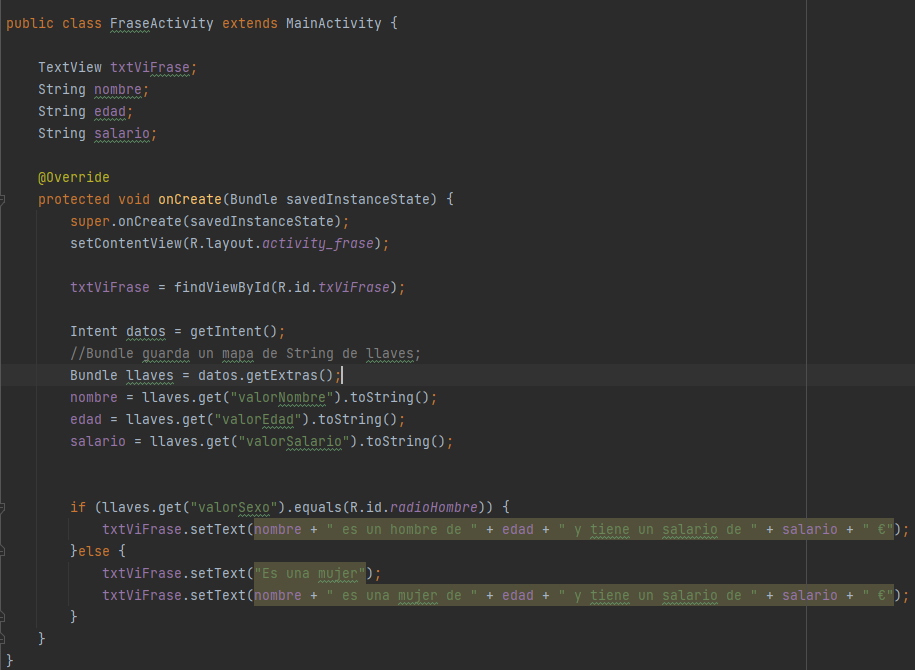 public class FraseActivity extends MainActivity {
TextView txtViFrase;
String nombre;
String edad;
String salario;
@Override
protected void onCreate(Bundle savedInstanceState) {
super.onCreate(savedInstanceState);
setContentView(R.layout.activity_frase);
txtViFrase = findViewById(R.id.txViFrase);
Intent datos = getIntent();
//Bundle guarda un mapa de String de llaves;
Bundle llaves = datos.getExtras();
nombre = llaves.get("valorNombre").toString();
edad = llaves.get("valorEdad").toString();
salario = llaves.get("valorSalario").toString();
if (llaves.get("valorSexo").equals(R.id.radioHombre)) {
txtViFrase.setText(nombre + " es un hombre de " + edad + " y tiene un salario de " + salario + " €");
}else {
txtViFrase.setText("Es una mujer");
txtViFrase.setText(nombre + " es una mujer de " + edad + " y tiene un salario de " + salario + " €");
}
}
}